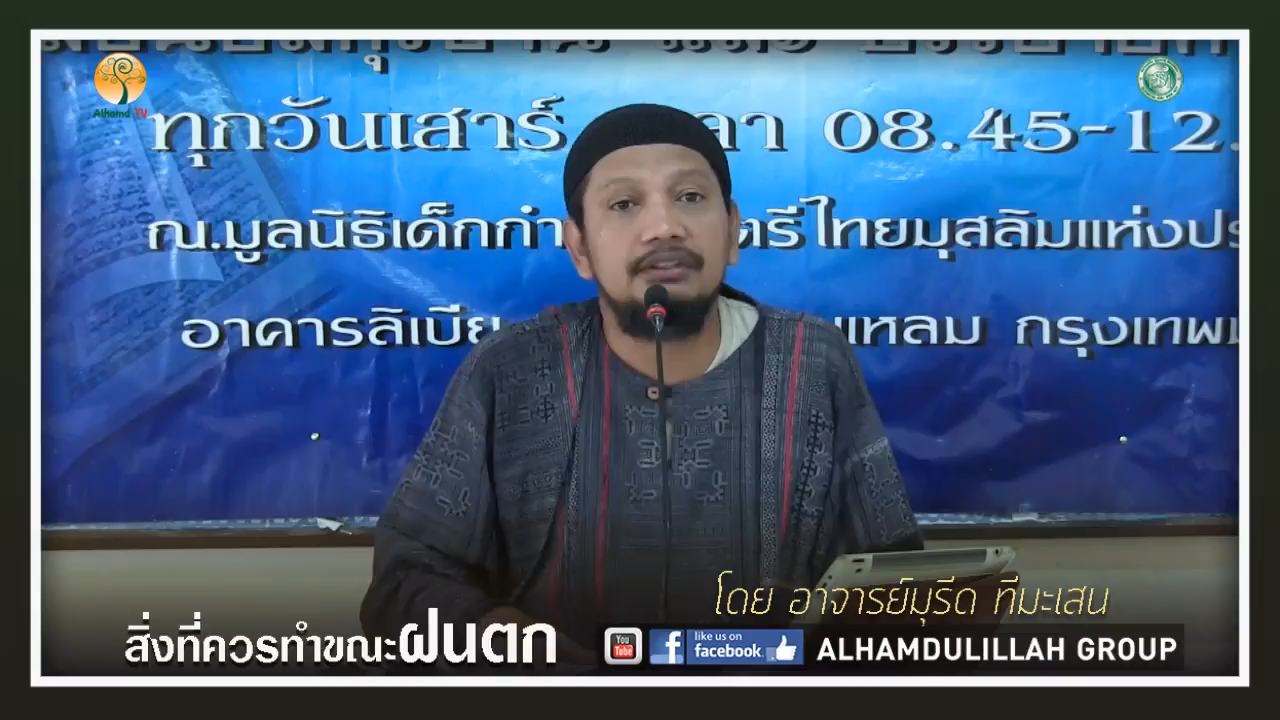 Alhamd TV
ทุกวันเสาร์ ลา 08.45-12.
ณ.มูลนิธิเด็กกำ ตรีไทยมุสลิมแห่งปร
อาคารลิเบีย แหลม กรุงเทพม
โดย อาจารย์มุรีด ทีมะเสน
สิ่งที่ควรทำขณะฝนตก
You Tube
like us on
facebook.
ALHAMDULILLAH GROUP